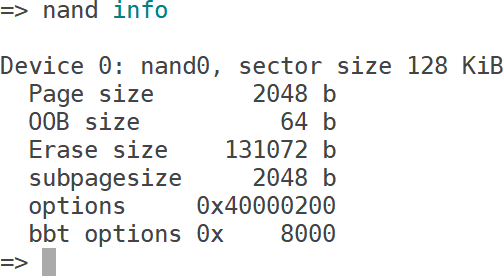 => nand info
Device 0: nand0, sector size 128 KiB
  Page size       2048 b
  OOB size          64 b
  Erase size    131072 b
  subpagesize     2048 b
  options     0x40000200
  bbt options 0x    8000
=>